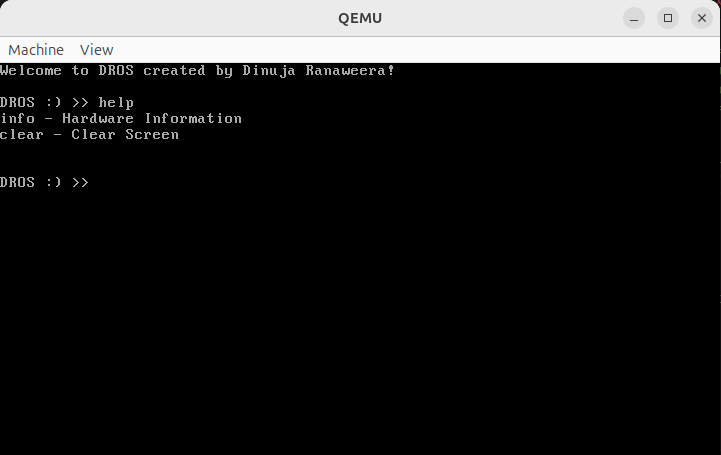 QEMU
Machine View
Welcome to DROS created by Dinuja Ranaweera!
DROS :) >> help
info - Hardware Information
clear - Clear Screen
DROS :) >>